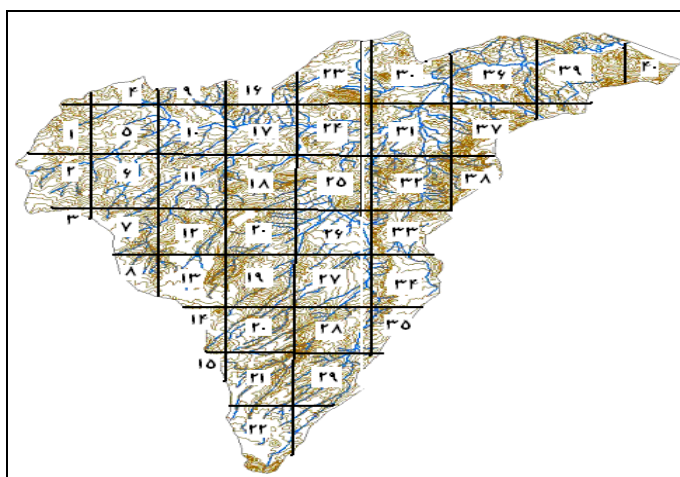 ۴ ۹ ۱۶ ۲۳ ۳۰ ۳۶ ۳۹ ۴۰
۱ ۵ ۱۰ ۱۷ ۲۴ ۳۱ ۳۷
۲ ۶ ۱۱ ۱۸ ۲۵ ۳۲ ۳۸
۳ ۷ ۱۲ ۲۰ ۲۶ ۳۳
۸ ۱۳ ۱۹ ۲۷ ۳۴
۱۴ ۲۰ ۲۸ ۳۵
۱۵ ۲۱ ۲۹
۲۲